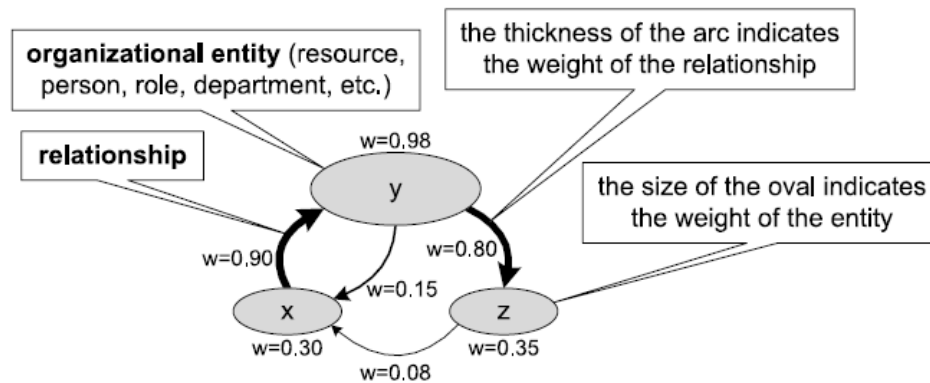 organizational entity (resource,
person, role, department, etc.)
the thickness of the arc indicates
the weight of the relationship
relationship
w=0.98
y
the size of the oval indicates
the weight of the entity
w=0.90
w=0.80
w=0.15
x
z
w=0.30
w=0.08
w=0.35